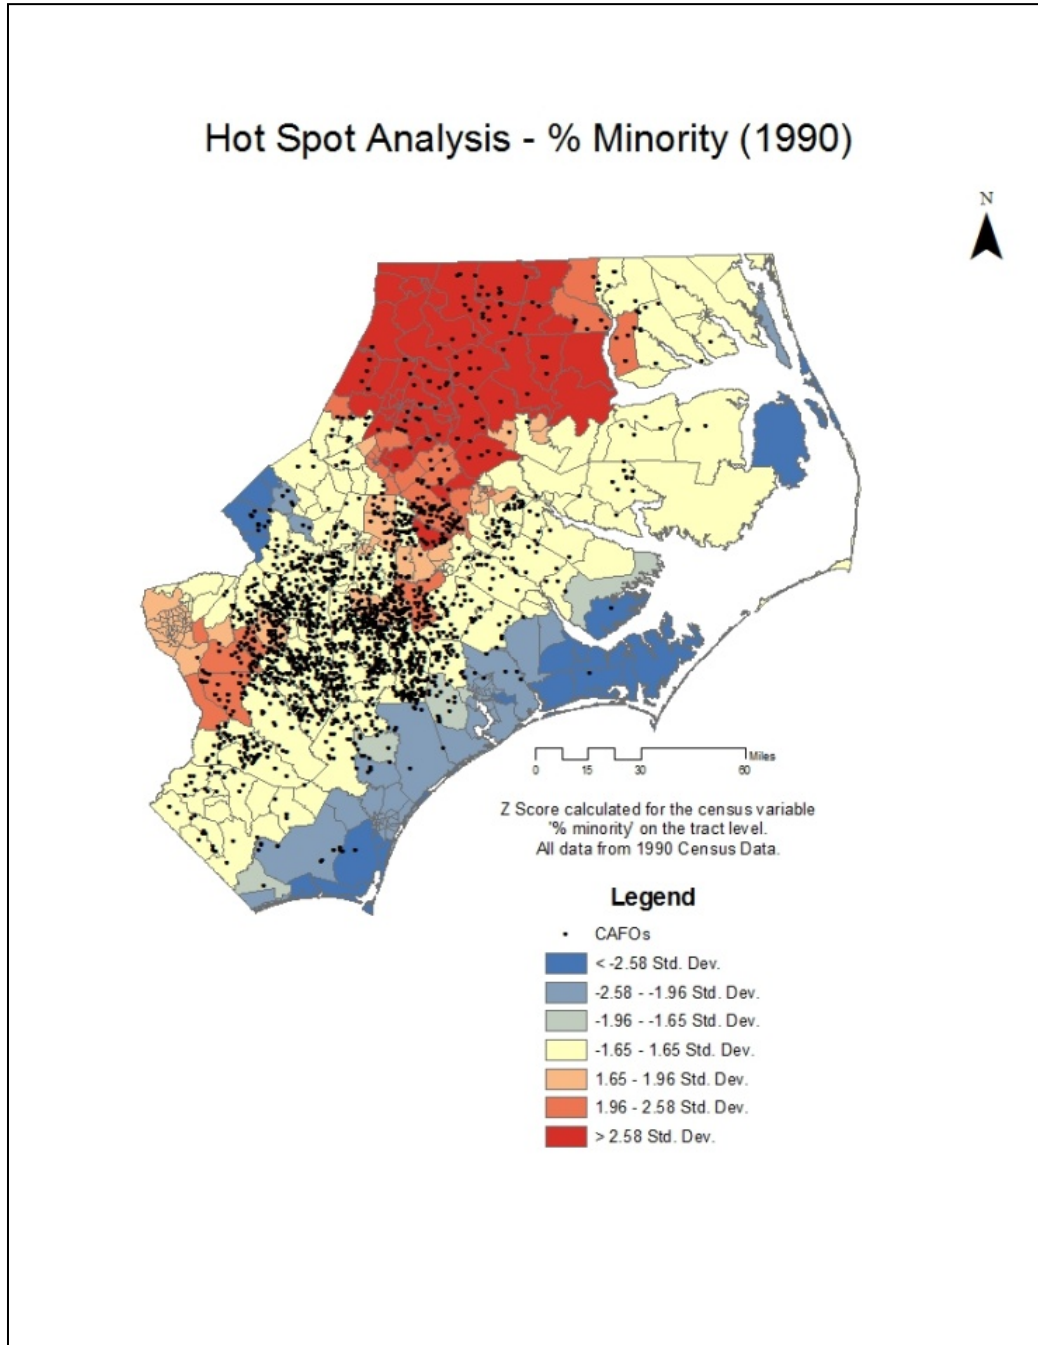 Hot Spot Analysis - % Minority (1990)
N
Miles
0 15 30 60
Z Score calculated for the census variable
'% minority' on the tract level.
All data from 1990 Census Data.
Legend
CAFOs
< -2.58 Std. Dev.
-2.58 - -1.96 Std. Dev.
-1.96 - -1.65 Std. Dev.
-1.65 - 1.65 Std. Dev.
1.65 - 1.96 Std. Dev.
1.96 - 2.58 Std. Dev.
> 2.58 Std. Dev.